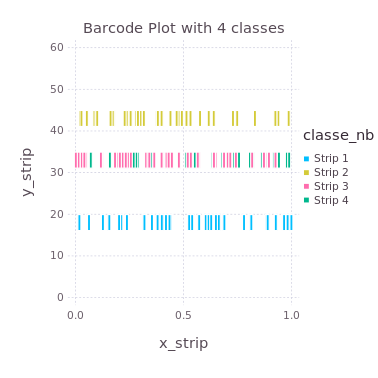 Barcode Plot with 4 classes
60
50
40
30
20
10
0
y_strip
0.0
0.5
1.0
x_strip
classe_nb
Strip 1
Strip 2
Strip 3
Strip 4